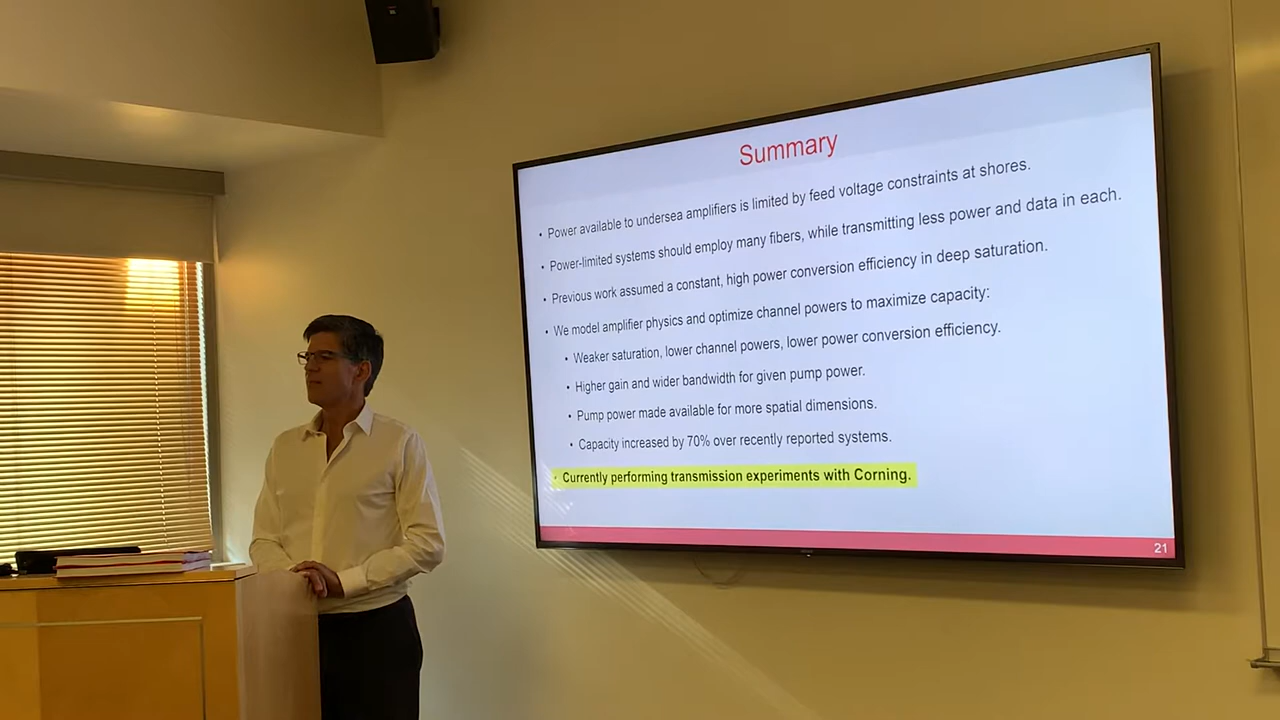 Summary
• Power available to undersea amplifiers is limited by feed voltage constraints at shores.
• Power-limited systems should employ many fibers, while transmitting less power and data in each.
• Previous work assumed a constant, high power conversion efficiency in deep saturation.
• We model amplifier physics and optimize channel powers to maximize capacity:
• Weaker saturation, lower channel powers, lower power conversion efficiency.
• Higher gain and wider bandwidth for given pump power.
• Pump power made available for more spatial dimensions.
• Capacity increased by 70% over recently reported systems.
• Currently performing transmission experiments with Corning.
21